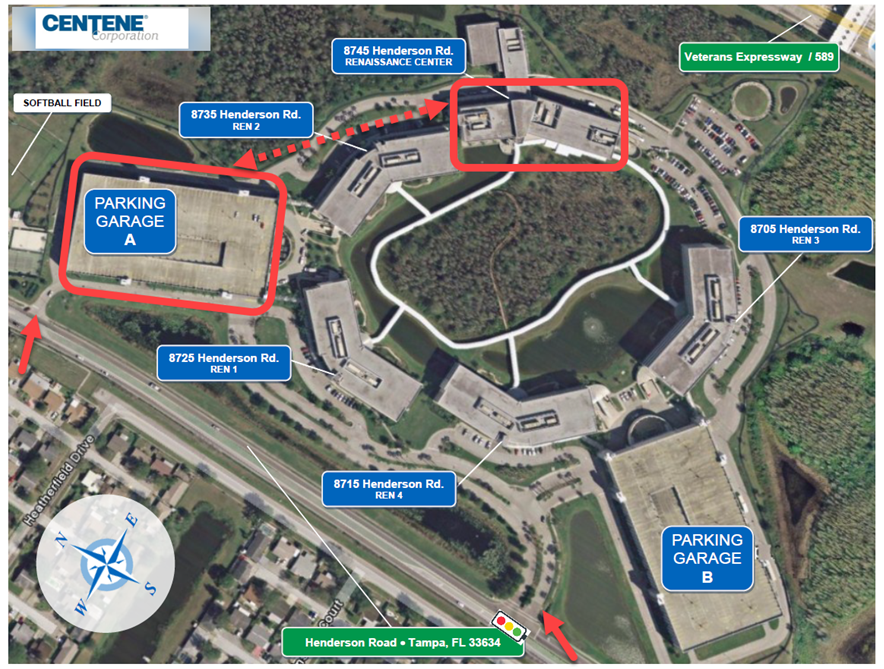 CENTENE®
Corporation
8745 Henderson Rd.
RENAISSANCE CENTER
Veterans Expressway / 589
SOFTBALL FIELD
8735 Henderson Rd.
REN 2
PARKING
GARAGE
A
8705 Henderson Rd.
REN 3
8725 Henderson Rd.
REN 1
8715 Henderson Rd.
REN 4
Heatherfield Drive
N
E
W
S
PARKING
GARAGE
B
Court
Henderson Road • Tampa, FL 33634